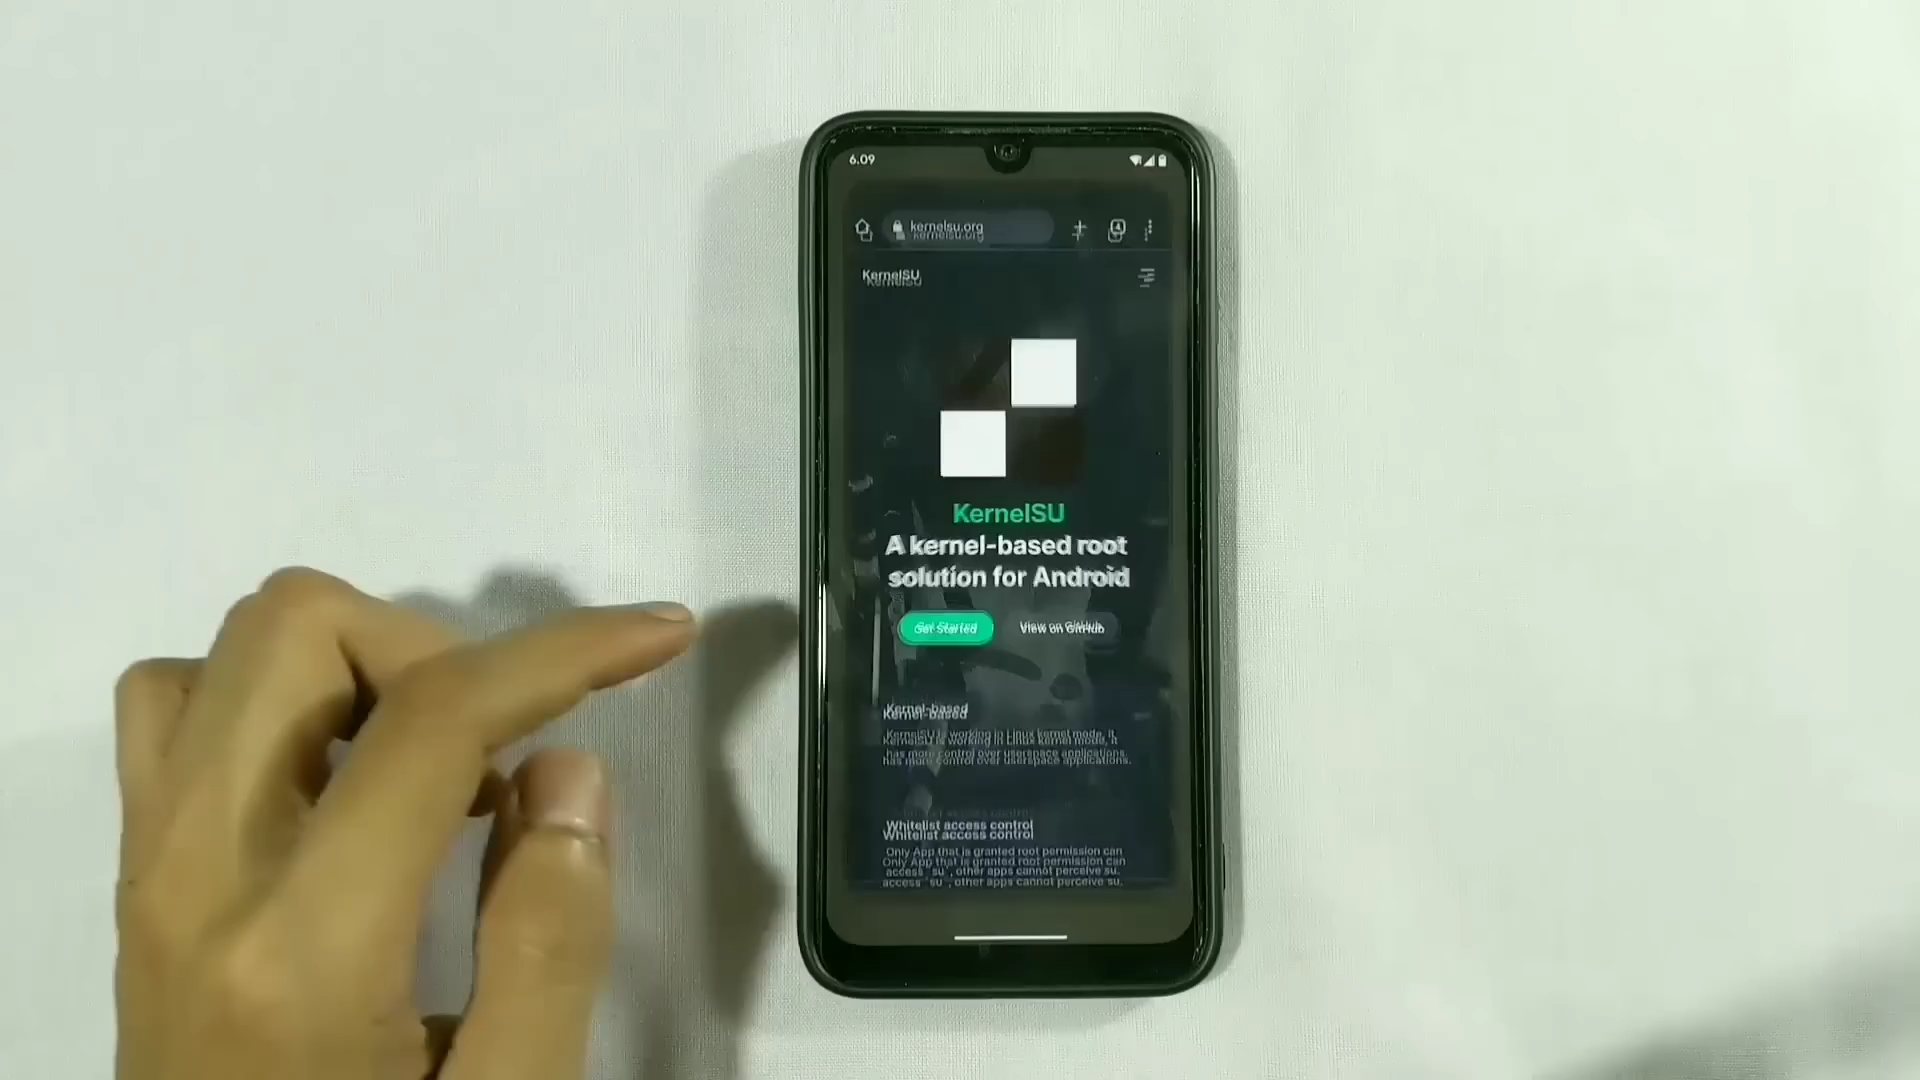 6.09
kernelsu.org
4
KernelSU
KernelSU
A kernel-based root
solution for Android
Get Started
View on GitHub
Kernel-based
KernelSU is working in Linux kernel mode, it
has more control over userspace applications.
Whitelist access control
Only App that is granted root permission can
access `su`, other apps cannot perceive su.